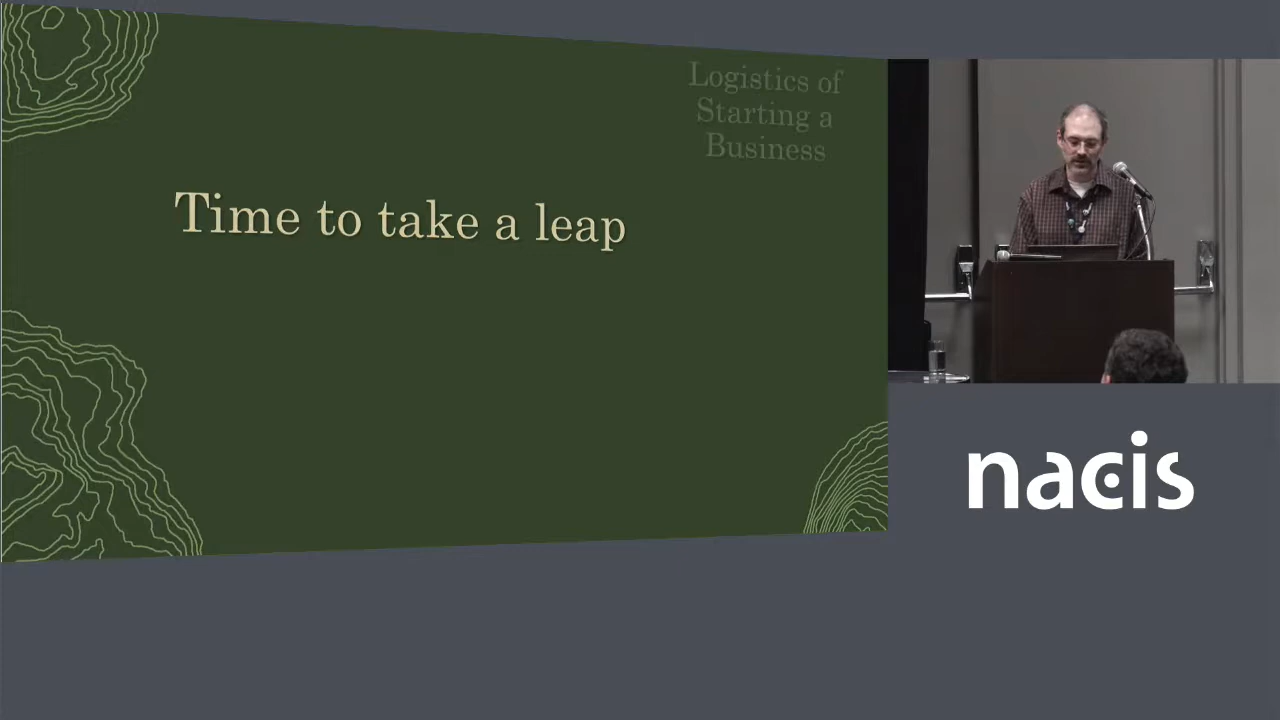 Logistics of
Starting a
Business
Time to take a leap
nacis